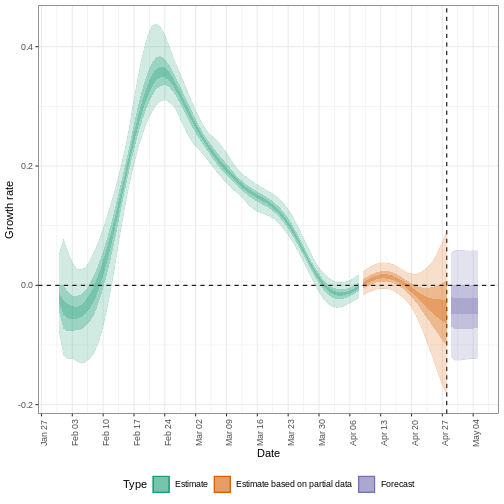 Growth rate
0.4
0.2
0.0
-0.2
Jan 27
Feb 03
Feb 10
Feb 17
Feb 24
Mar 02
Mar 09
Mar 16
Mar 23
Mar 30
Apr 06
Apr 13
Apr 20
Apr 27
May 04
Date
Type Estimate Estimate based on partial data Forecast